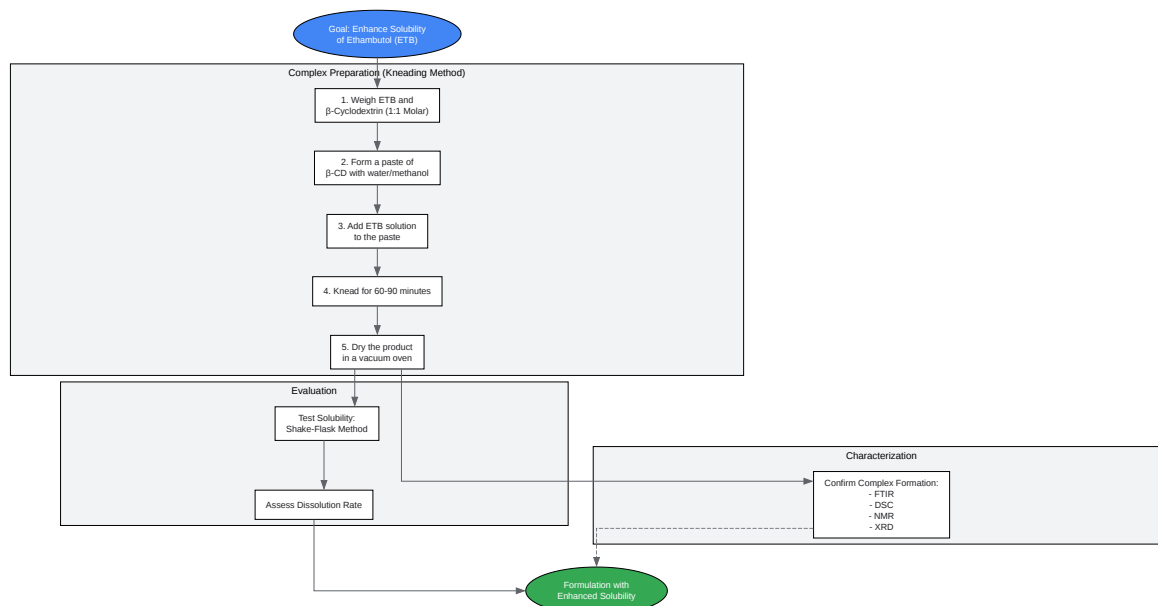 Goal: Enhance Solubility
of Ethambutol (ETB)
Complex Preparation (Kneading Method)
1. Weigh ETB and
β-Cyclodextrin (1:1 Molar)
2. Form a paste of
β-CD with water/methanol
3. Add ETB solution
to the paste
4. Knead for 60-90 minutes
5. Dry the product
in a vacuum oven
Evaluation
Test Solubility:
Shake-Flask Method
Assess Dissolution Rate
Characterization
Confirm Complex Formation:
- FTIR
- DSC
- NMR
- XRD
Formulation with
Enhanced Solubility